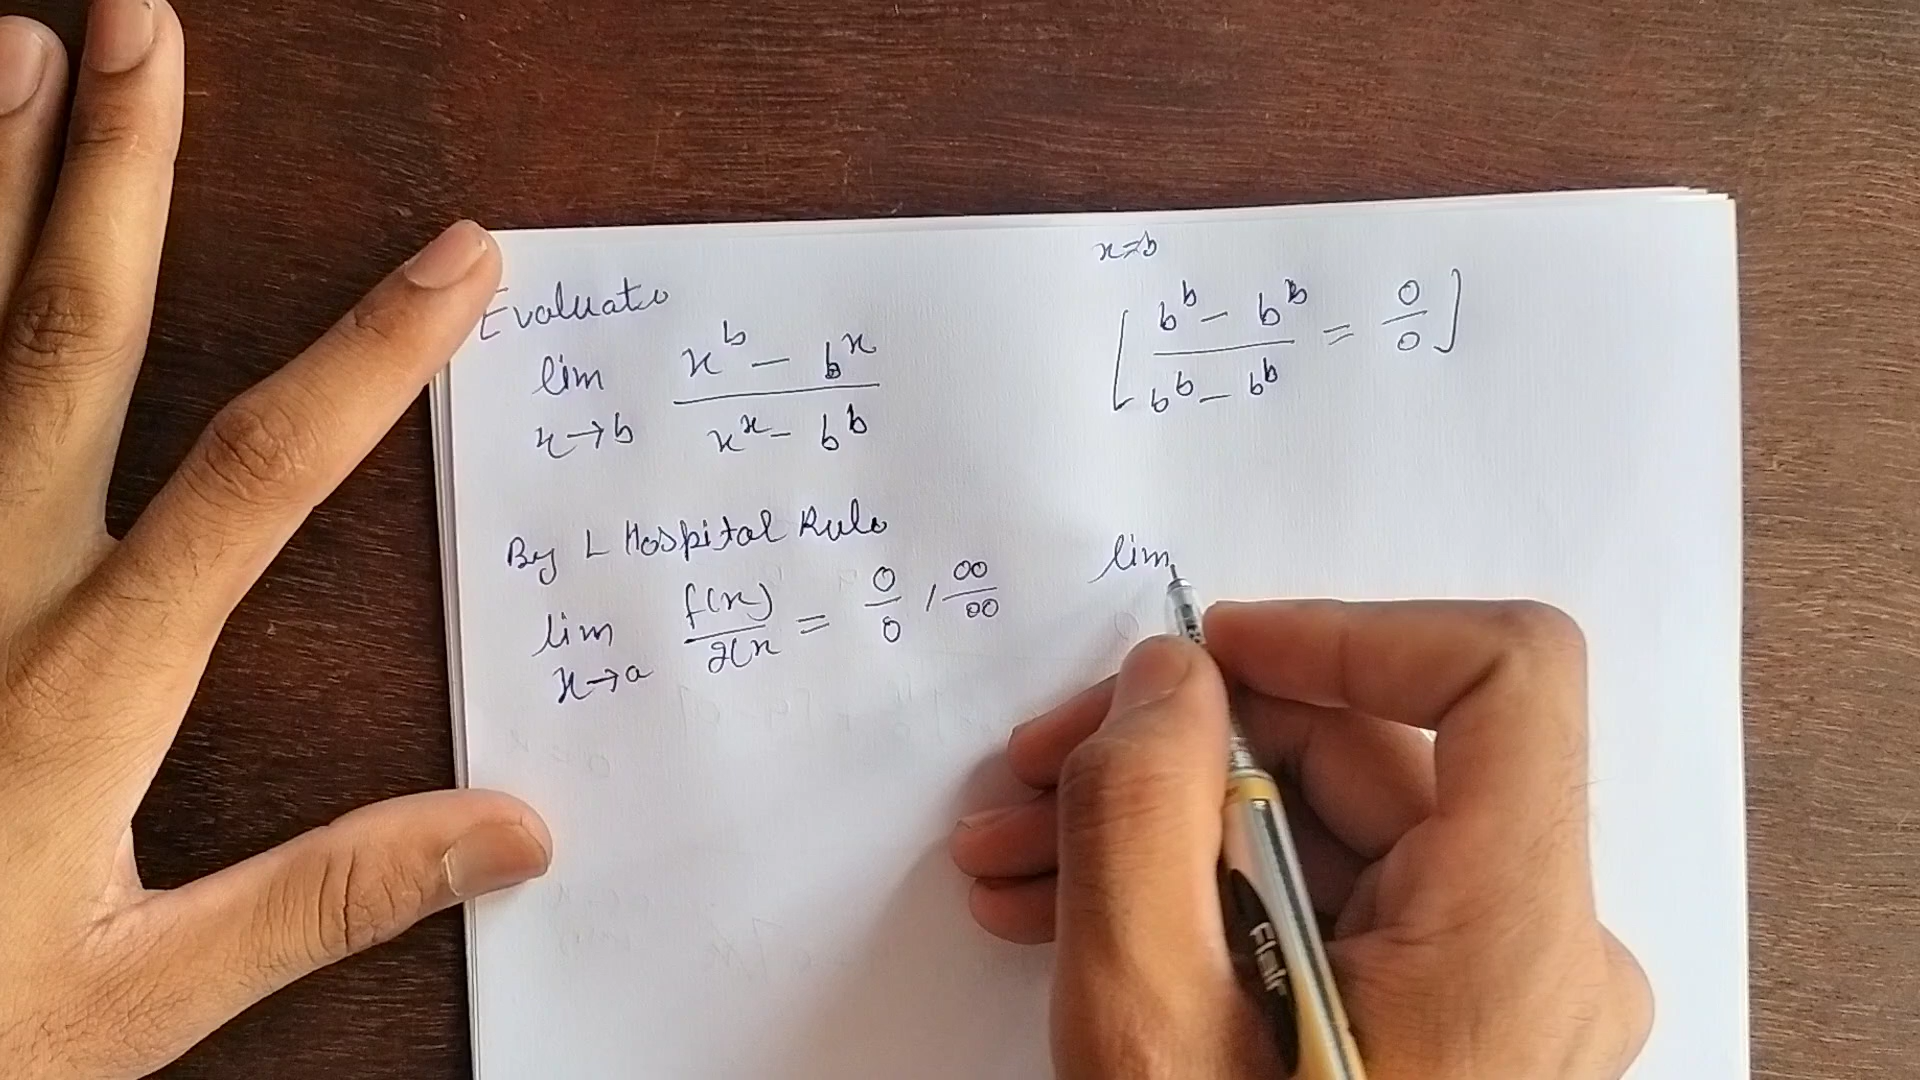 Evaluate
lim x^b - b^x
x→b x^x - b^b
x=b
[ b^b - b^b = 0 ]
b^b - b^b 0
By L Hospital Rule
lim f(x) = 0 , ∞
x→a g(x 0 ∞
lim
Flair